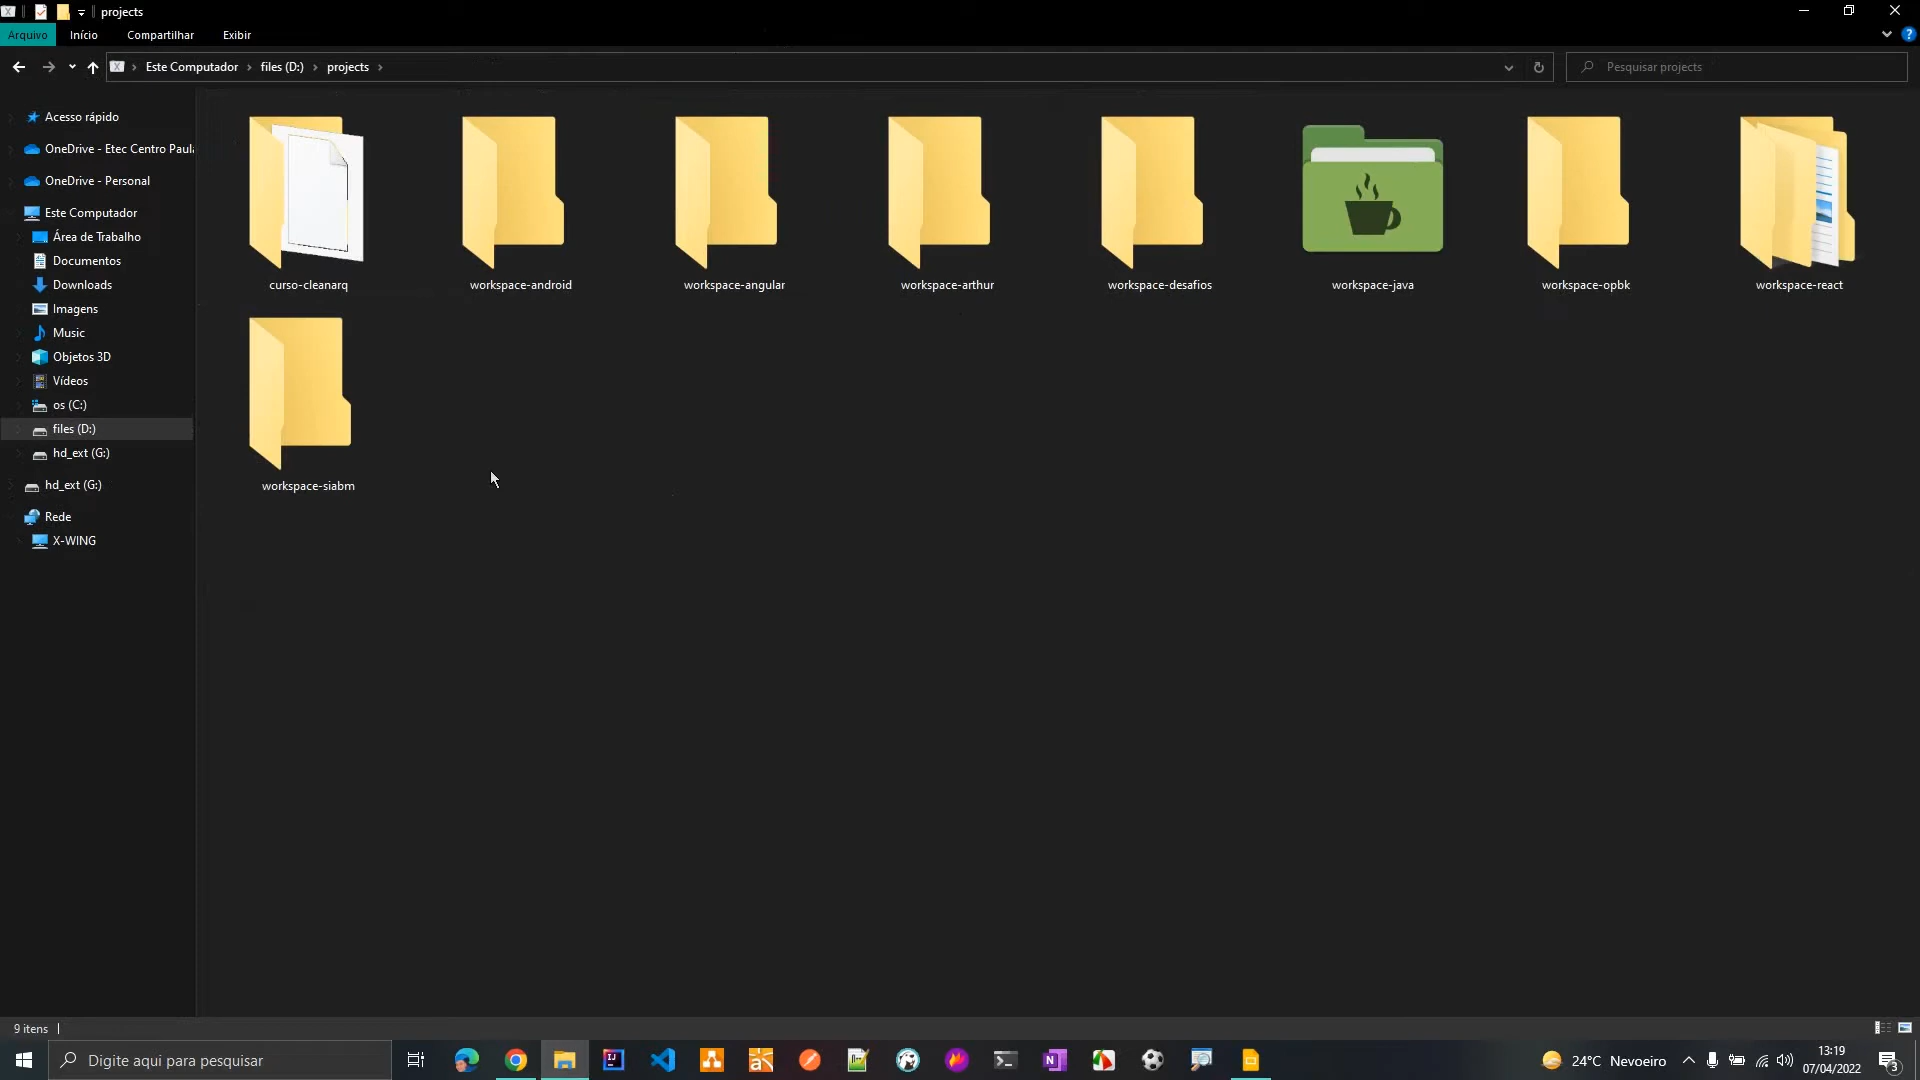 projects
Arquivo Início Compartilhar Exibir
Este Computador files (D:) projects
Pesquisar projects
Acesso rápido
OneDrive - Etec Centro Paula
OneDrive - Personal
Este Computador
Área de Trabalho
Documentos
Downloads
Imagens
Music
Objetos 3D
Vídeos
os (C:)
files (D:)
hd_ext (G:)
hd_ext (G:)
Rede
X-WING
curso-cleanarq workspace-android workspace-angular workspace-arthur workspace-desafios workspace-java workspace-opbk workspace-react
workspace-siabm
9 itens
Digite aqui para pesquisar
24°C Nevoeiro
13:19
07/04/2022
3